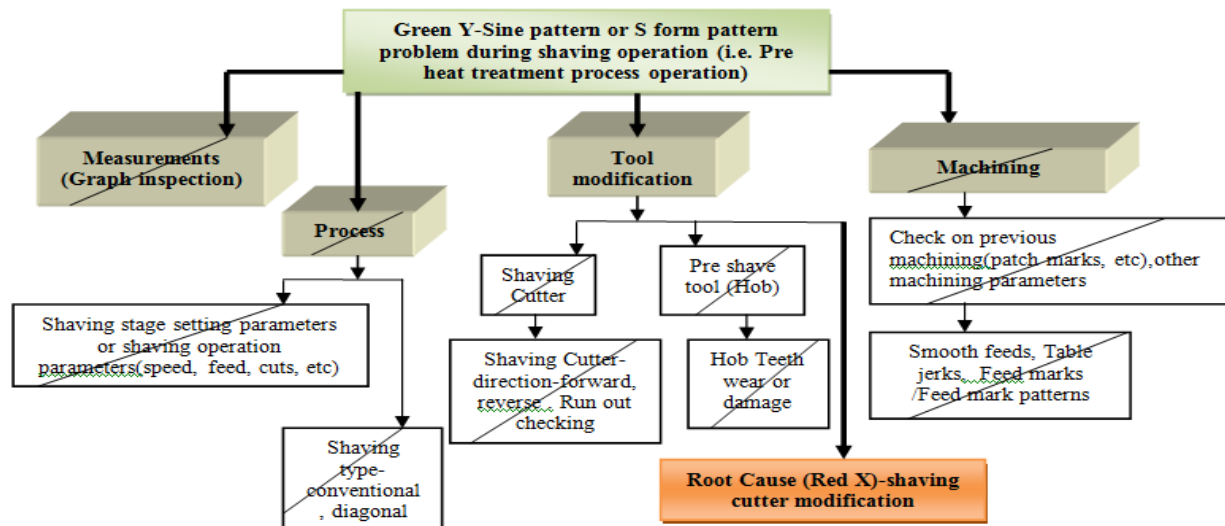 Green Y-Sine pattern or S form pattern
problem during shaving operation (i.e. Pre
heat treatment process operation)
Measurements
(Graph inspection)
Process
Tool
modification
Machining
Shaving stage setting parameters
or shaving operation
parameters(speed, feed, cuts, etc)
Shaving
type-
conventional
, diagonal
Shaving
Cutter
Pre shave
tool (Hob)
Shaving Cutter-
direction-forward,
reverse . Run out
checking
Hob Teeth
wear or
damage
Check on previous
machining(patch marks, etc),other
machining parameters
Smooth feeds, Table
jerks, Feed marks
/Feed mark patterns
Root Cause (Red X)-shaving
cutter modification